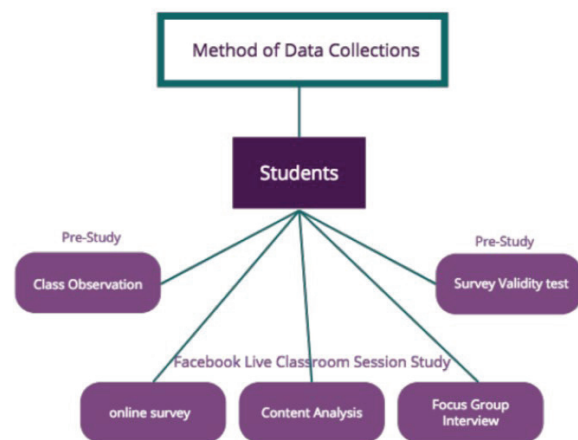 Method of Data Collections
Students
Pre-Study
Class Observation
Pre-Study
Survey Validity test
Facebook Live Classroom Session Study
online survey
Content Analysis
Focus Group
Interview